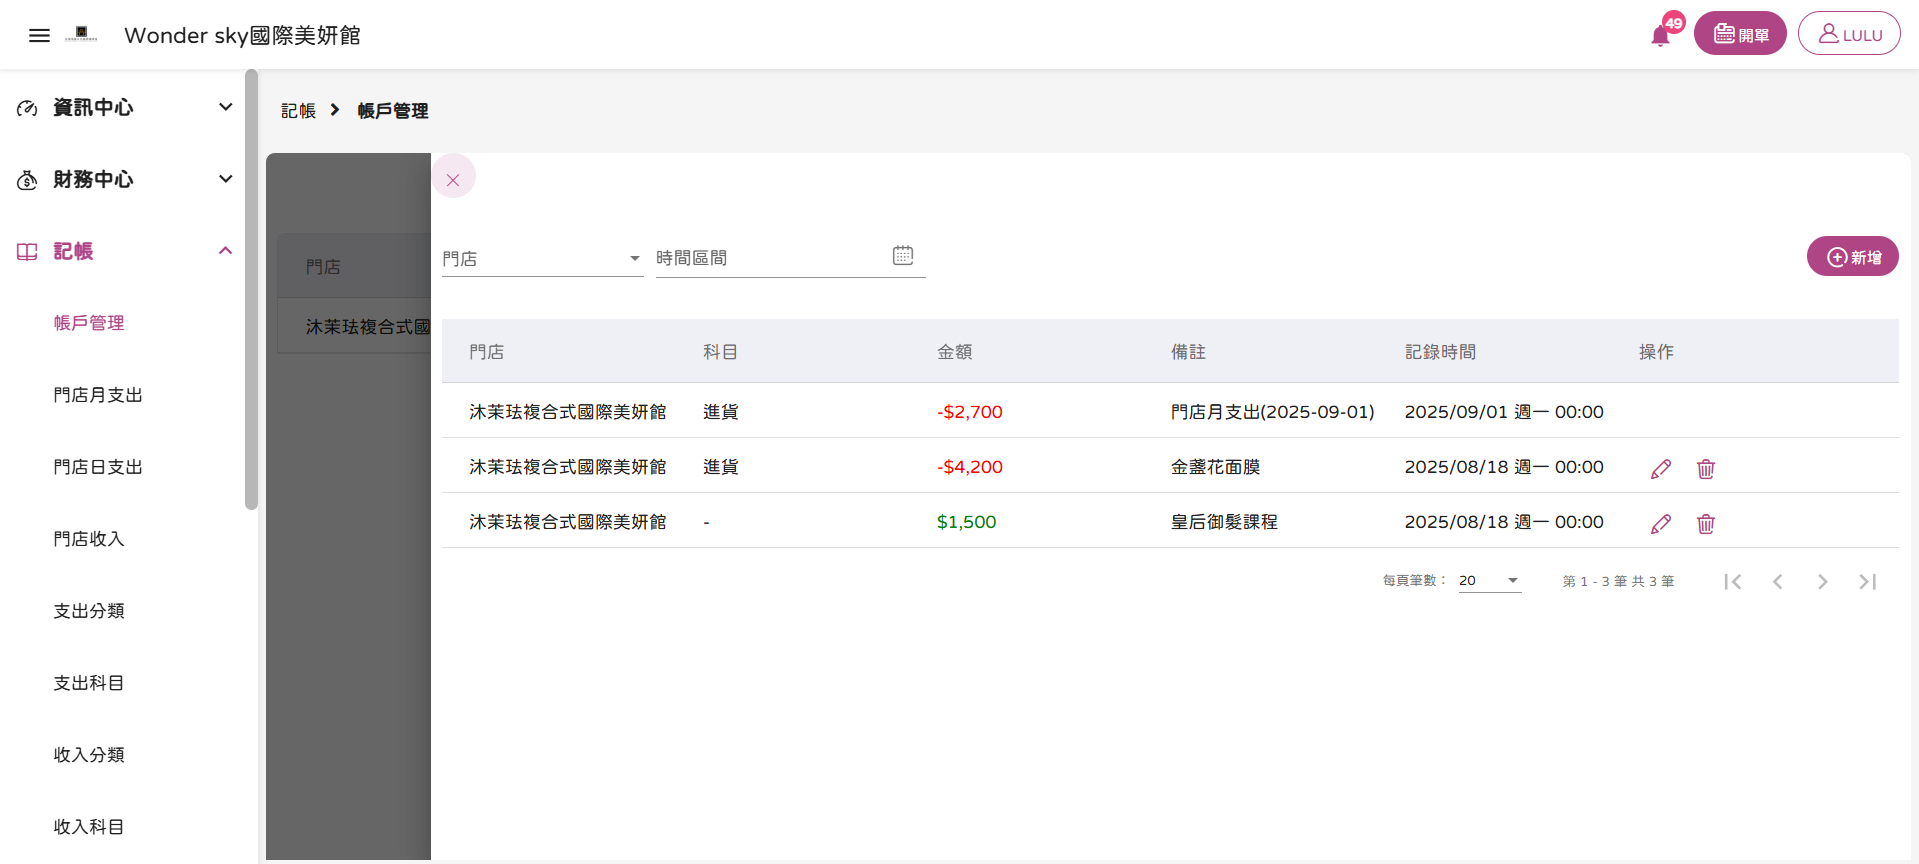 Wonder sky國際美妍館
49
開單
LULU
資訊中心
財務中心
記帳
帳戶管理
門店月支出
門店日支出
門店收入
支出分類
支出科目
收入分類
收入科目
記帳 帳戶管理
門店
沐茉琺複合式國
門店 時間區間
新增
門店 科目 金額 備註 記錄時間 操作
沐茉琺複合式國際美妍館 進貨 -$2,700 門店月支出(2025-09-01) 2025/09/01 週一 00:00
沐茉琺複合式國際美妍館 進貨 -$4,200 金盞花面膜 2025/08/18 週一 00:00
沐茉琺複合式國際美妍館 - $1,500 皇后御髮課程 2025/08/18 週一 00:00
每頁筆數： 20 第 1 - 3 筆 共 3 筆